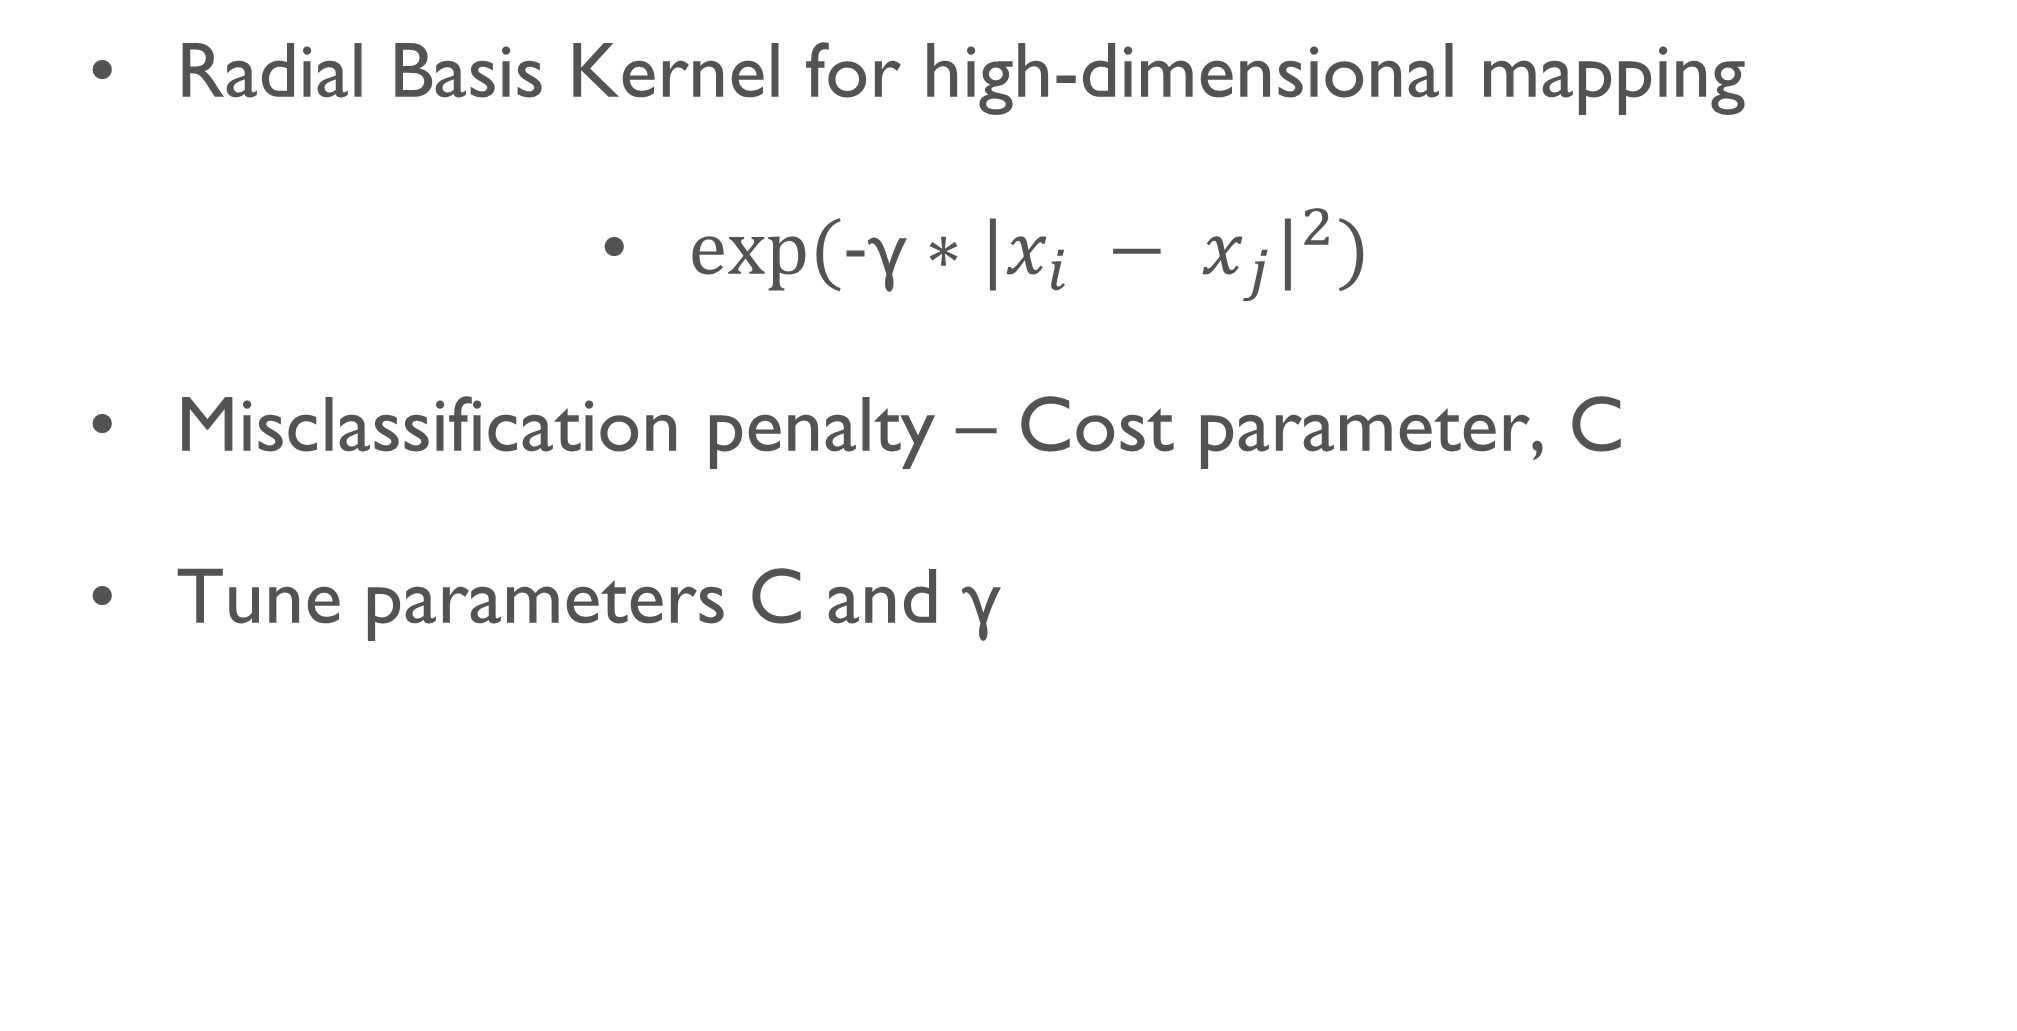 • Radial Basis Kernel for high-dimensional mapping
• exp(-γ ∗ |xᵢ − xⱼ|²)
• Misclassification penalty – Cost parameter, C
• Tune parameters C and γ